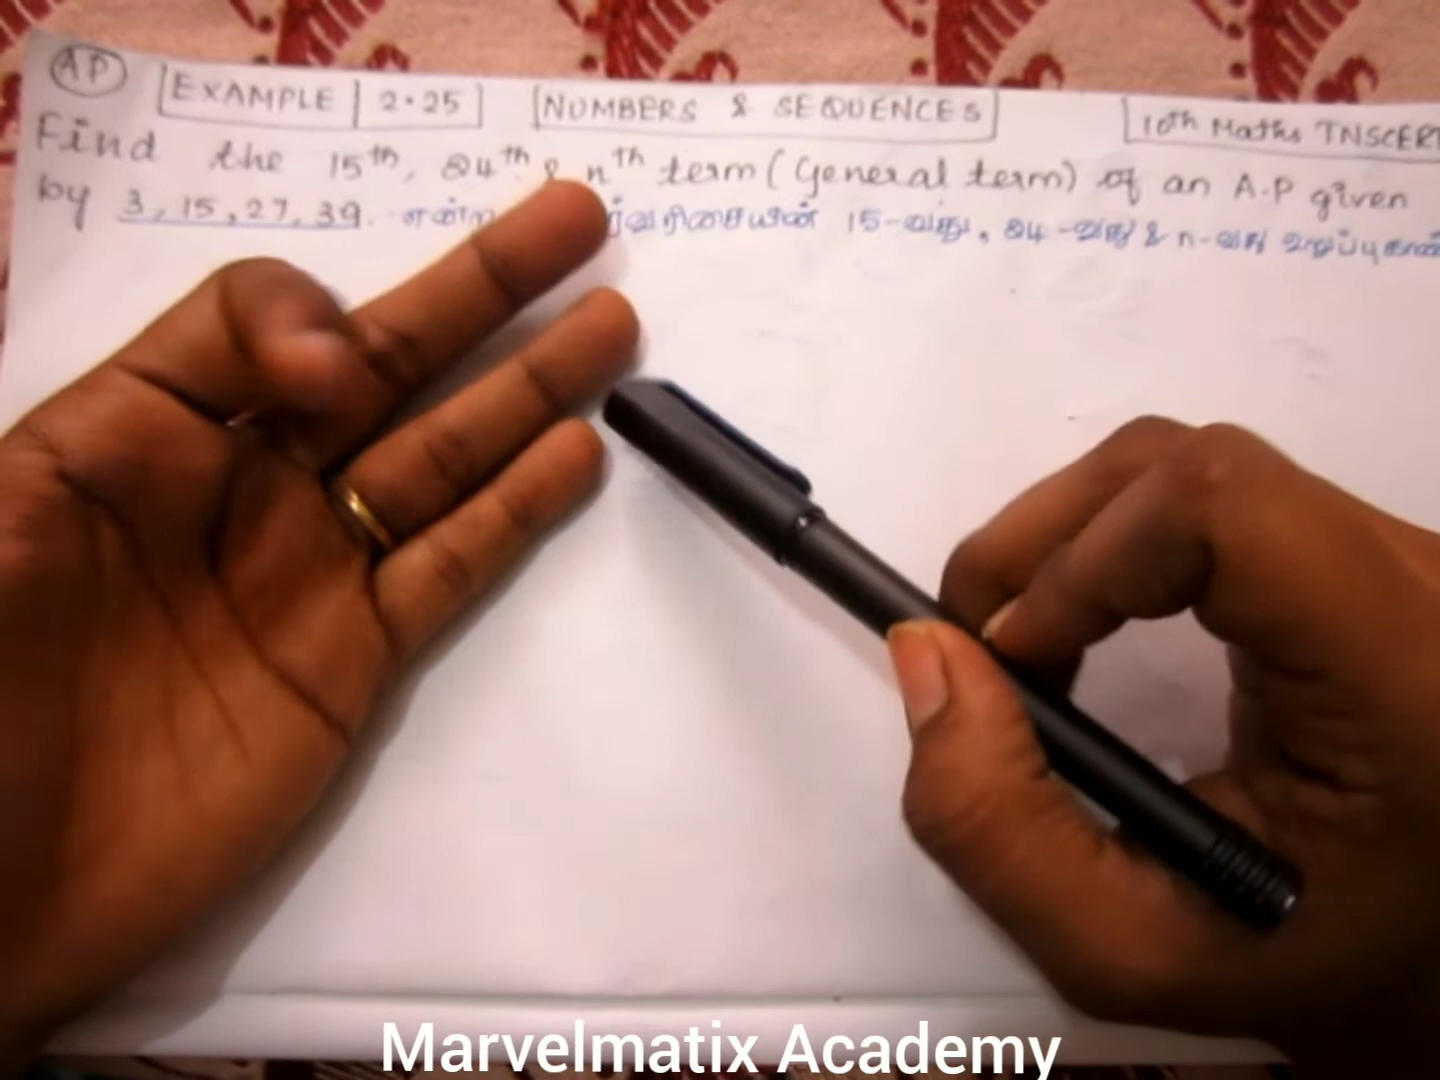 AP EXAMPLE 2.25 NUMBERS & SEQUENCES 10th Maths TNSCERT
Find the 15th, 24th & nth term (General term) of an A.P given
by 3, 15, 27, 39. 15-வது, 24-வது & n-வது உறுப்பு காண்
Marvelmatix Academy